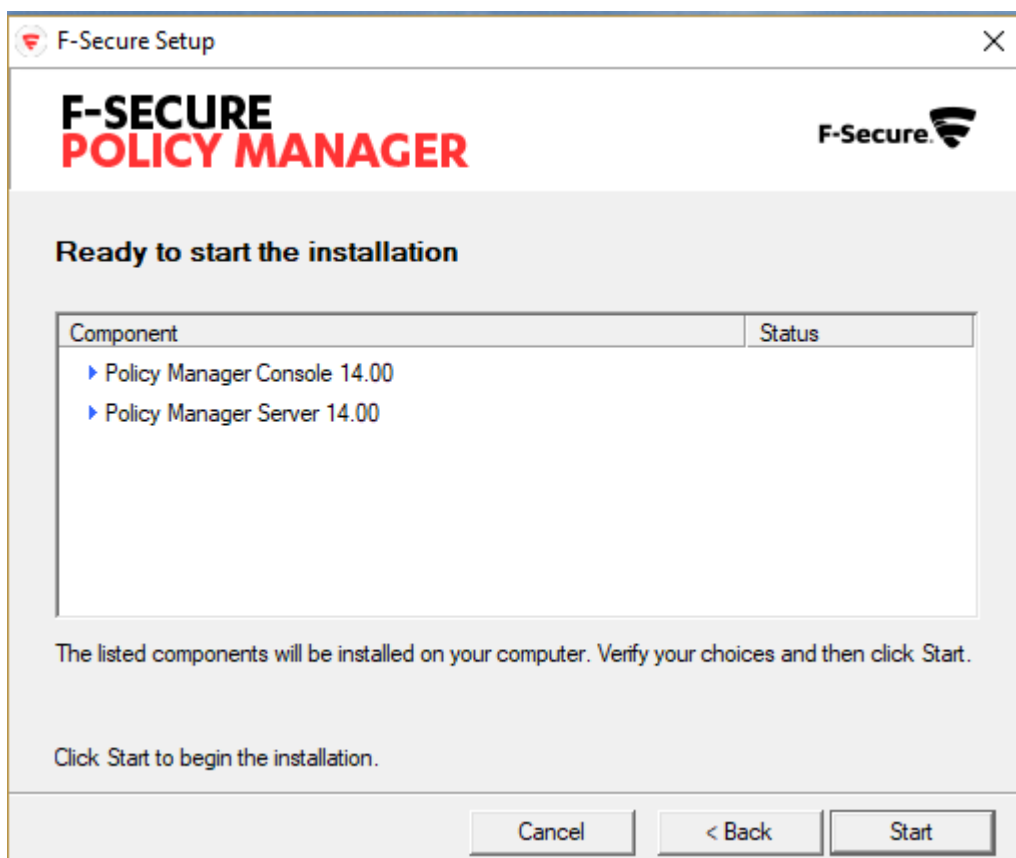 F-Secure Setup
F-SECURE
POLICY MANAGER
F-Secure.
Ready to start the installation
Component Status
Policy Manager Console 14.00
Policy Manager Server 14.00
The listed components will be installed on your computer. Verify your choices and then click Start.
Click Start to begin the installation.
Cancel < Back Start